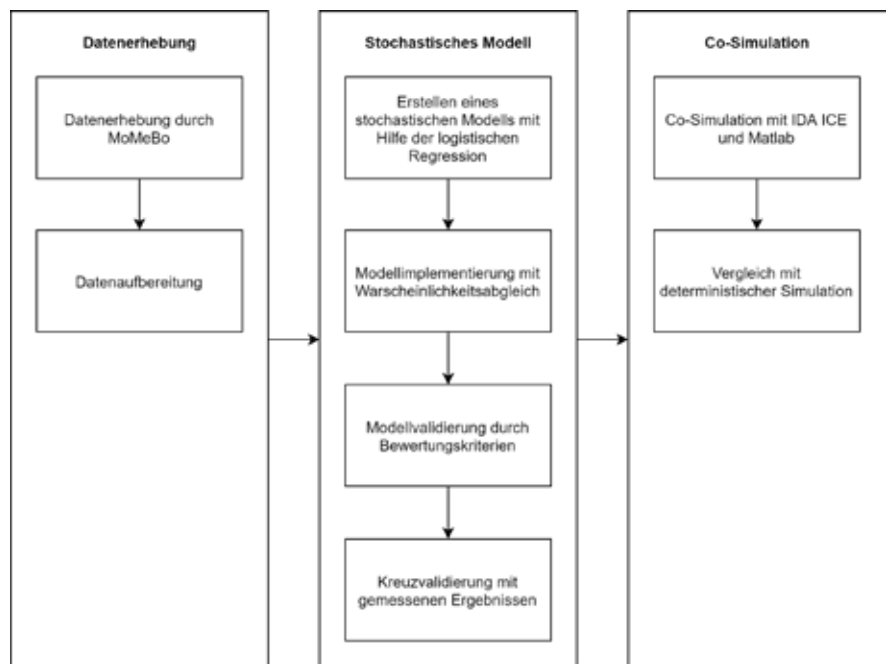 Datenerhebung
Datenerhebung durch
MoMeBo
Datenaufbereitung
Stochastisches Modell
Erstellen eines
stochastischen Modells mit
Hilfe der logistischen
Regression
Modellimplementierung mit
Warscheinlichkeitsabgleich
Modellvalidierung durch
Bewertungskriterien
Kreuzvalidierung mit
gemessenen Ergebnissen
Co-Simulation
Co-Simulation mit IDA ICE
und Matlab
Vergleich mit
deterministischer Simulation